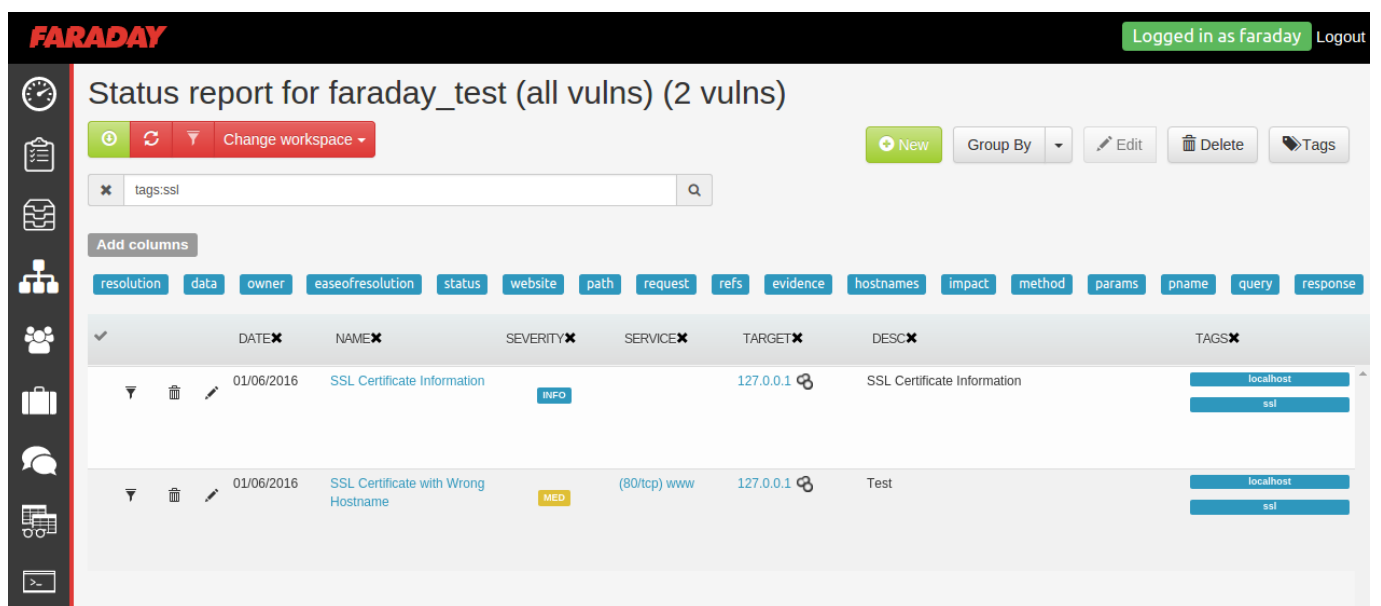 FARADAY
Logged in as faraday Logout
Status report for faraday_test (all vulns) (2 vulns)
Change workspace
New Group By Edit Delete Tags
tags:ssl
Add columns
resolution data owner easeofresolution status website path request refs evidence hostnames impact method params pname query response
DATE NAME SEVERITY SERVICE TARGET DESC TAGS
01/06/2016 SSL Certificate Information INFO 127.0.0.1 SSL Certificate Information localhost
ssl
01/06/2016 SSL Certificate with Wrong (80/tcp) www 127.0.0.1 Test localhost
Hostname MED ssl